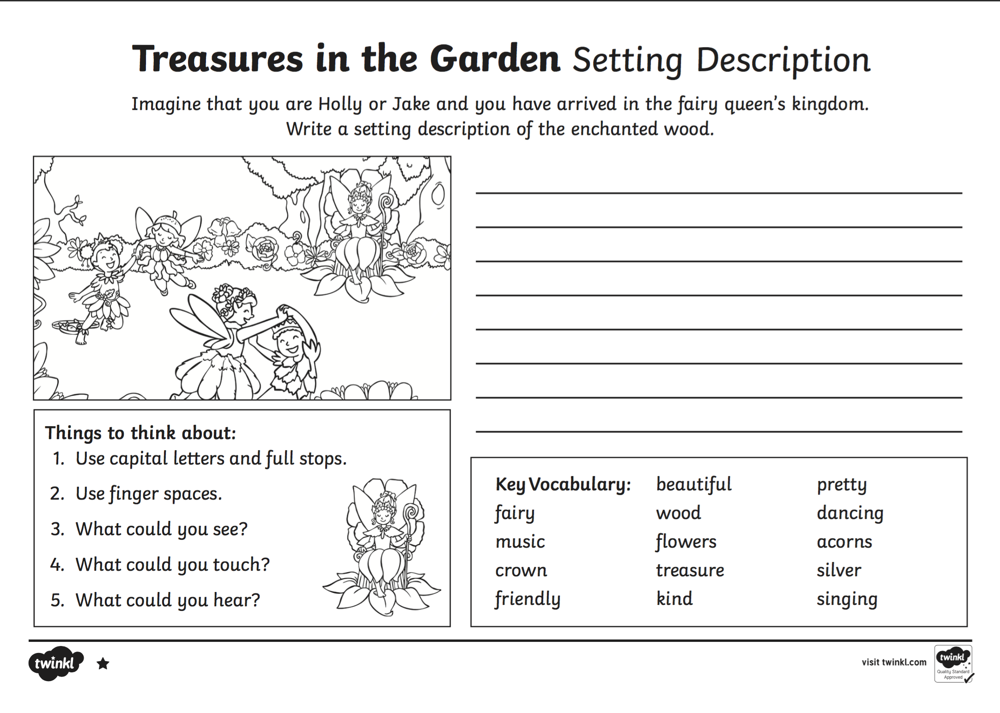 Treasures in the Garden Setting Description
Imagine that you are Holly or Jake and you have arrived in the fairy queen's kingdom.
Write a setting description of the enchanted wood.
Things to think about:
1. Use capital letters and full stops.
2. Use finger spaces.
3. What could you see?
4. What could you touch?
5. What could you hear?
Key Vocabulary: beautiful pretty
fairy wood dancing
music flowers acorns
crown treasure silver
friendly kind singing
twinkl
visit twinkl.com
twinkl
Quality Standard
Approved